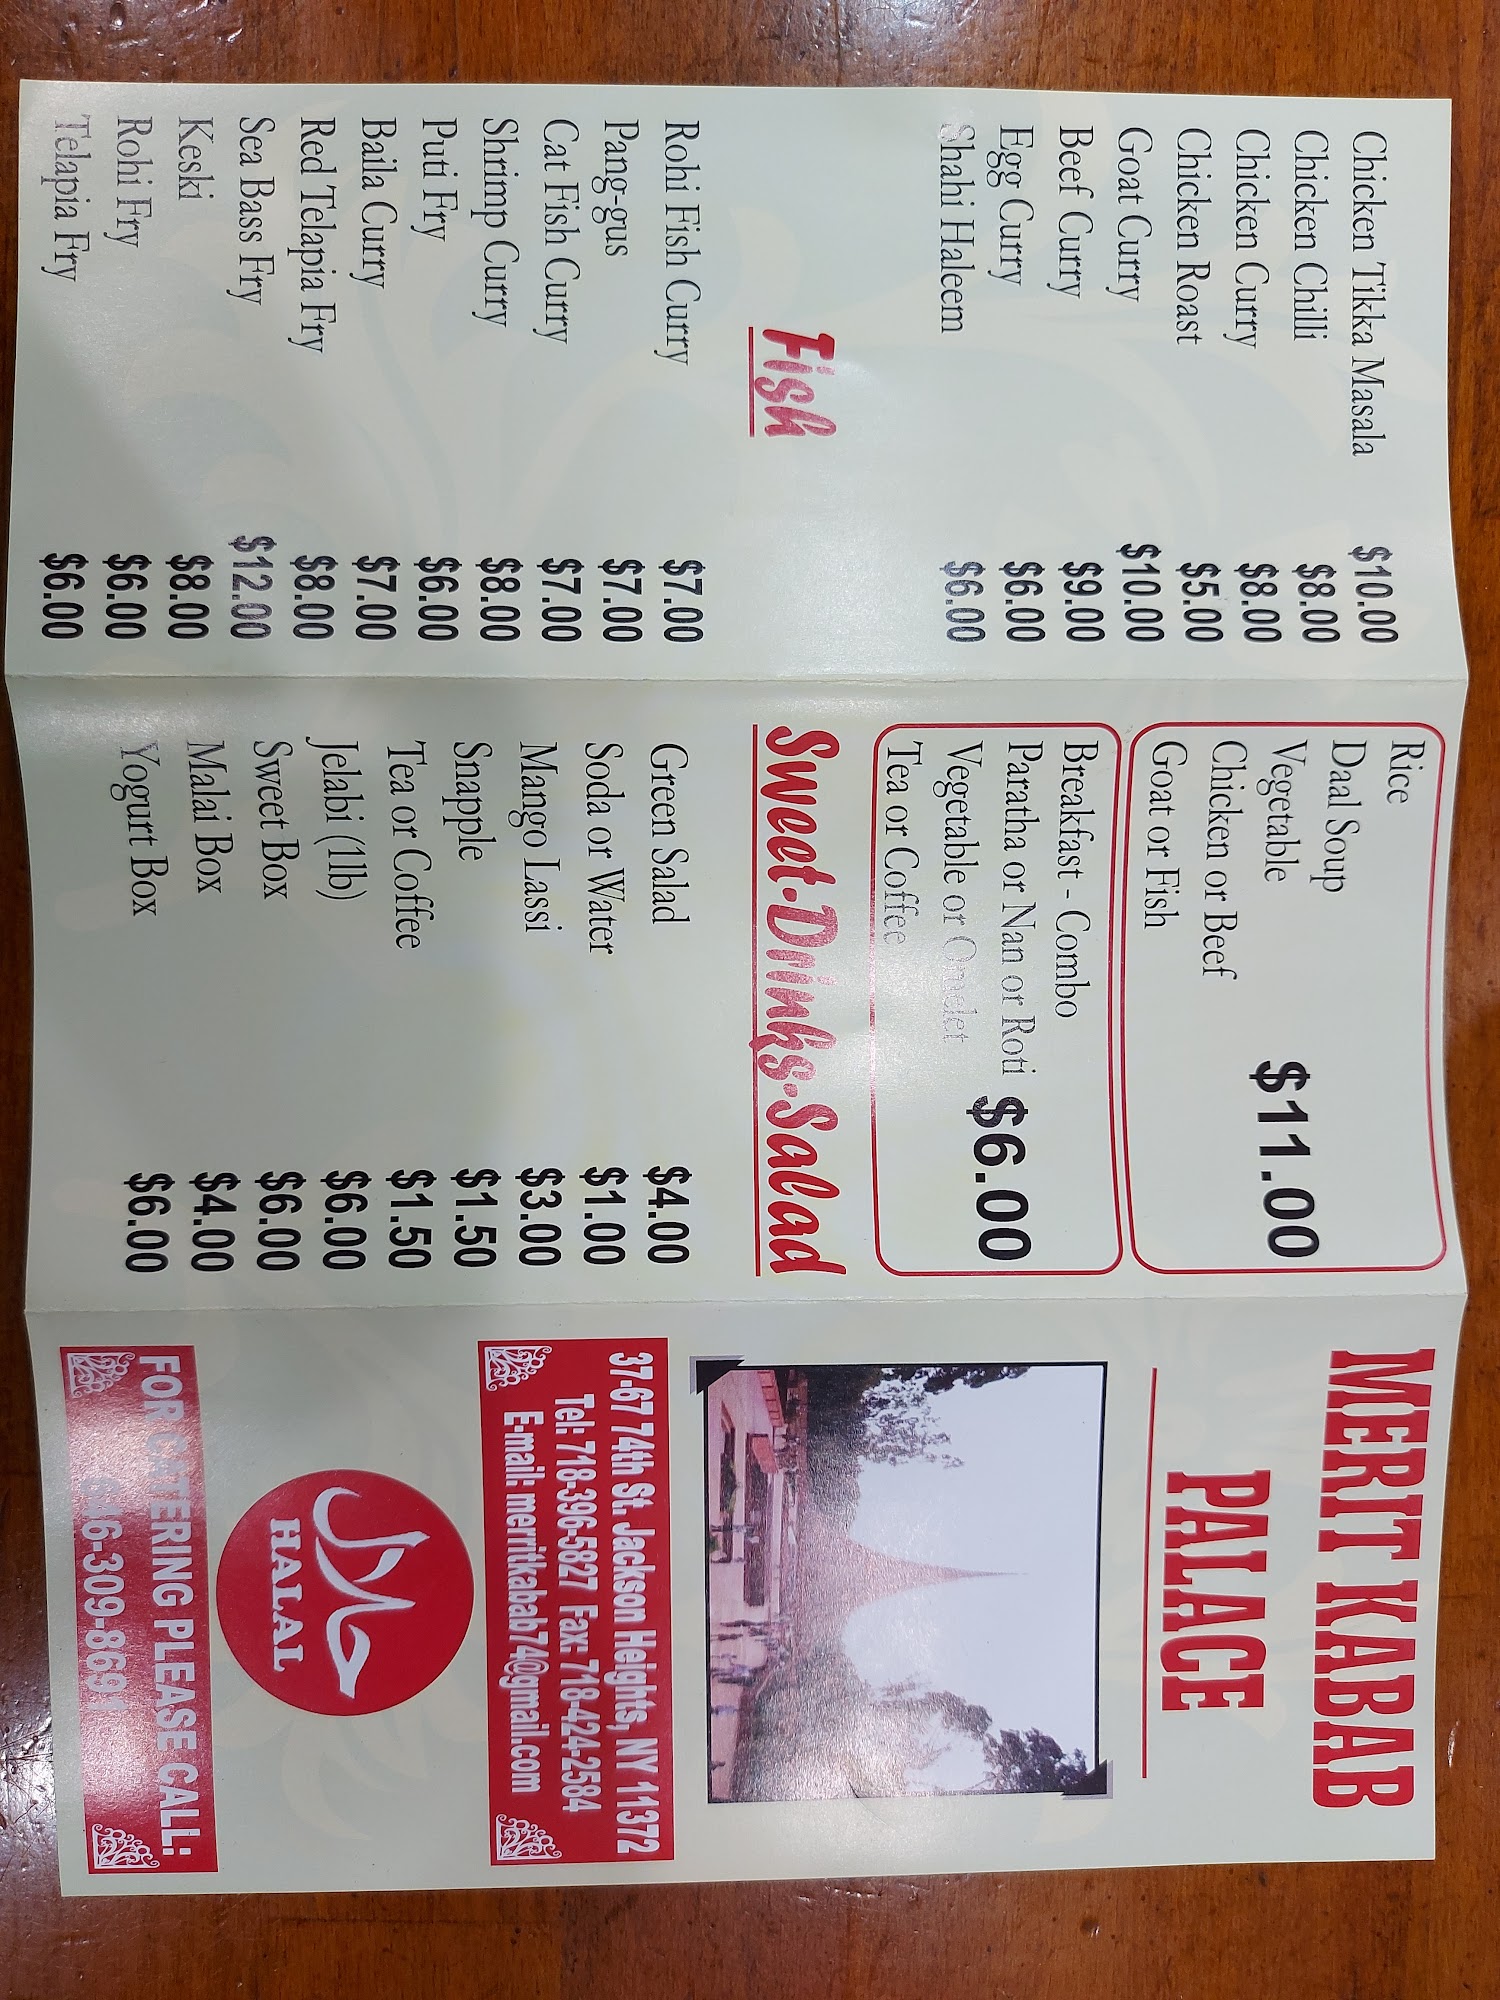 Chicken Tikka Masala $10.00
Chicken Chilli $8.00
Chicken Curry $8.00
Chicken Roast $5.00
Goat Curry $10.00
Beef Curry $9.00
Egg Curry $6.00
Shahi Haleem $6.00
Fish
Rohi Fish Curry $7.00
Pang-gus $7.00
Cat Fish Curry $7.00
Shrimp Curry $8.00
Puti Fry $6.00
Baila Curry $7.00
Red Telapia Fry $8.00
Sea Bass Fry $12.00
Keski $8.00
Rohi Fry $6.00
Telapia Fry $6.00
Rice
Daal Soup
Vegetable
Chicken or Beef
Goat or Fish
$11.00
Breakfast - Combo
Paratha or Nan or Roti
Vegetable or Omelet
Tea or Coffee
$6.00
Sweet·Drinks·Salad
Green Salad $4.00
Soda or Water $1.00
Mango Lassi $3.00
Snapple $1.50
Tea or Coffee $1.50
Jelabi (1lb) $6.00
Sweet Box $6.00
Malai Box $4.00
Yogurt Box $6.00
MERIT KABAB
PALACE
37-67 74th St. Jackson Heights, NY 11372
Tel: 718-396-5827 Fax: 718-424-2584
E-mail: merritkabab74@gmail.com
حلال
HALAL
FOR CATERING PLEASE CALL: